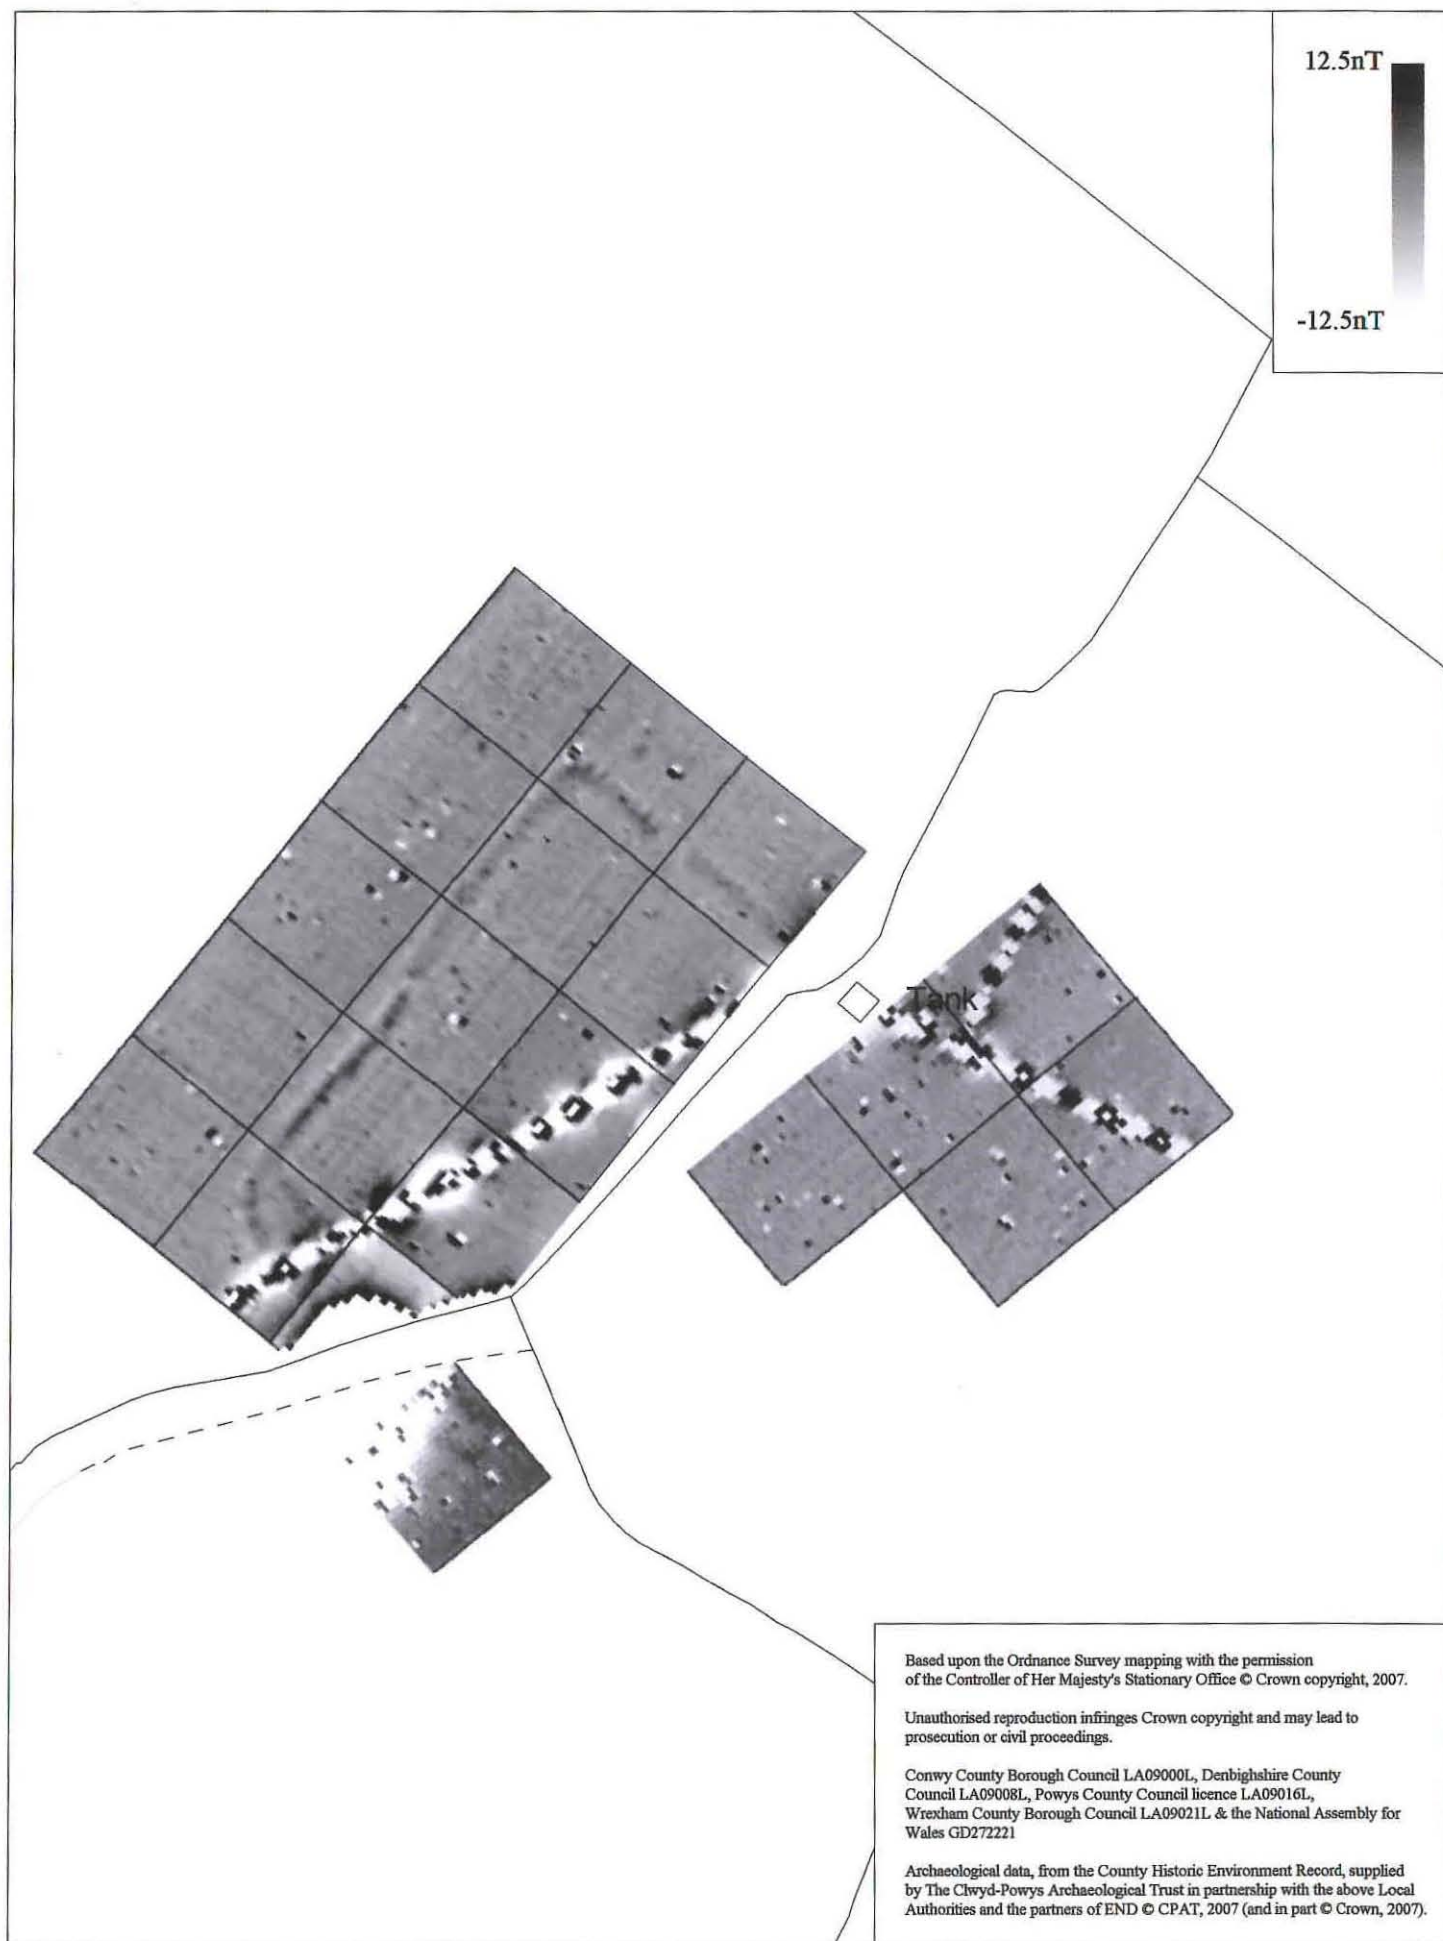 12.5nT
-12.5nT
Tank
Based upon the Ordnance Survey mapping with the permission
of the Controller of Her Majesty's Stationary Office © Crown copyright, 2007.
Unauthorised reproduction infringes Crown copyright and may lead to
prosecution or civil proceedings.
Conwy County Borough Council LA09000L, Denbighshire County
Council LA09008L, Powys County Council licence LA09016L,
Wrexham County Borough Council LA09021L & the National Assembly for
Wales GD272221
Archaeological data, from the County Historic Environment Record, supplied
by The Clwyd-Powys Archaeological Trust in partnership with the above Local
Authorities and the partners of END © CPAT, 2007 (and in part © Crown, 2007).